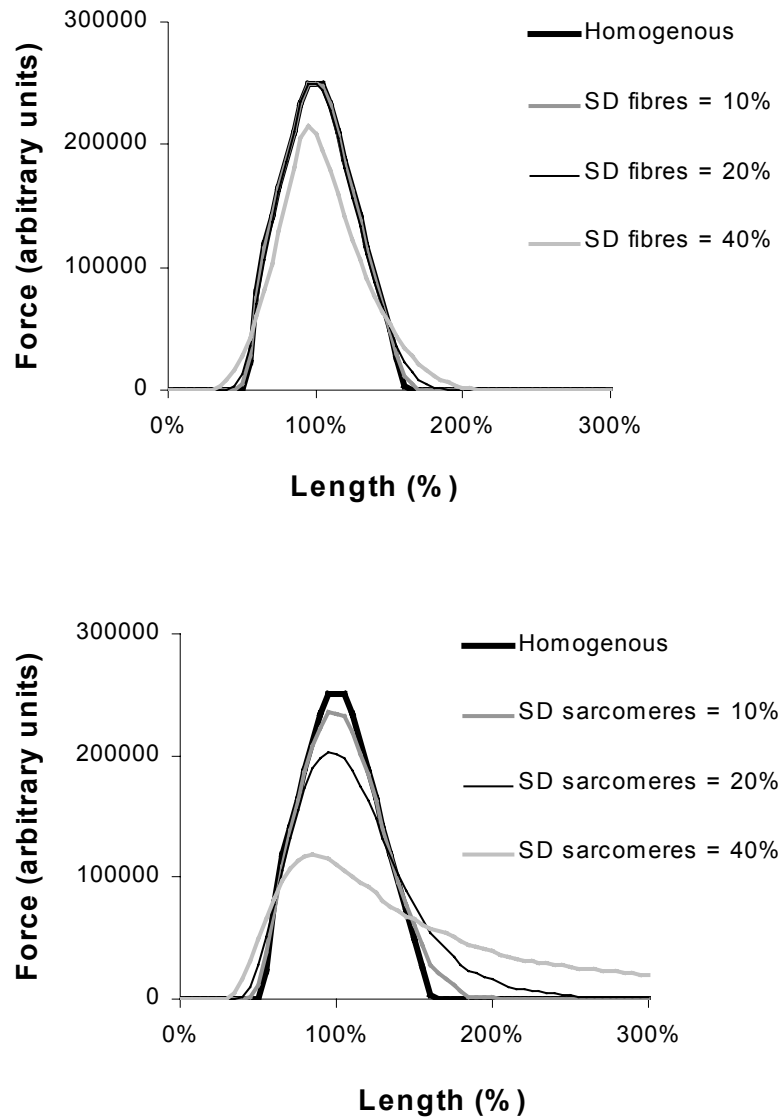 300000
200000
100000
0
Force (arbitrary units)
0% 100% 200% 300%
Length (%)
Homogenous
SD fibres = 10%
SD fibres = 20%
SD fibres = 40%
300000
200000
100000
0
Force (arbitrary units)
0% 100% 200% 300%
Length (%)
Homogenous
SD sarcomeres = 10%
SD sarcomeres = 20%
SD sarcomeres = 40%